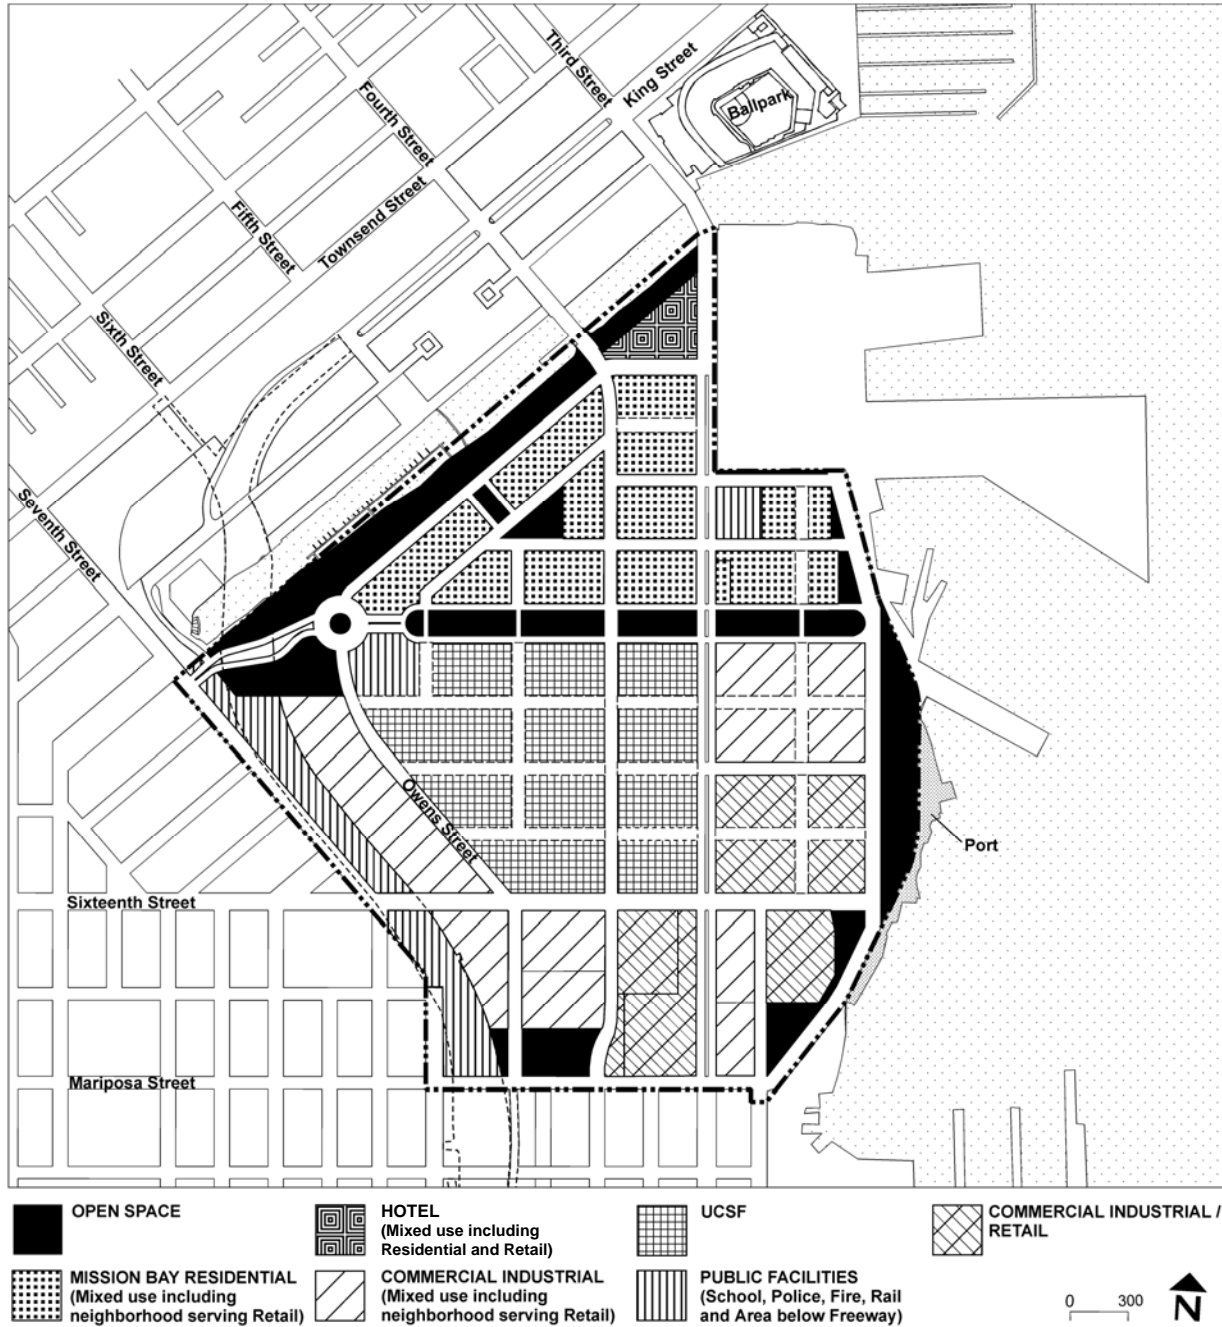 Third Street
King Street
Ballpark
Fourth Street
Fifth Street
Townsend Street
Sixth Street
Seventh Street
Owens Street
Port
Sixteenth Street
Mariposa Street
OPEN SPACE
HOTEL
(Mixed use including
Residential and Retail)
UCSF
COMMERCIAL INDUSTRIAL /
RETAIL
MISSION BAY RESIDENTIAL
(Mixed use including
neighborhood serving Retail)
COMMERCIAL INDUSTRIAL
(Mixed use including
neighborhood serving Retail)
PUBLIC FACILITIES
(School, Police, Fire, Rail
and Area below Freeway)
0 300
N